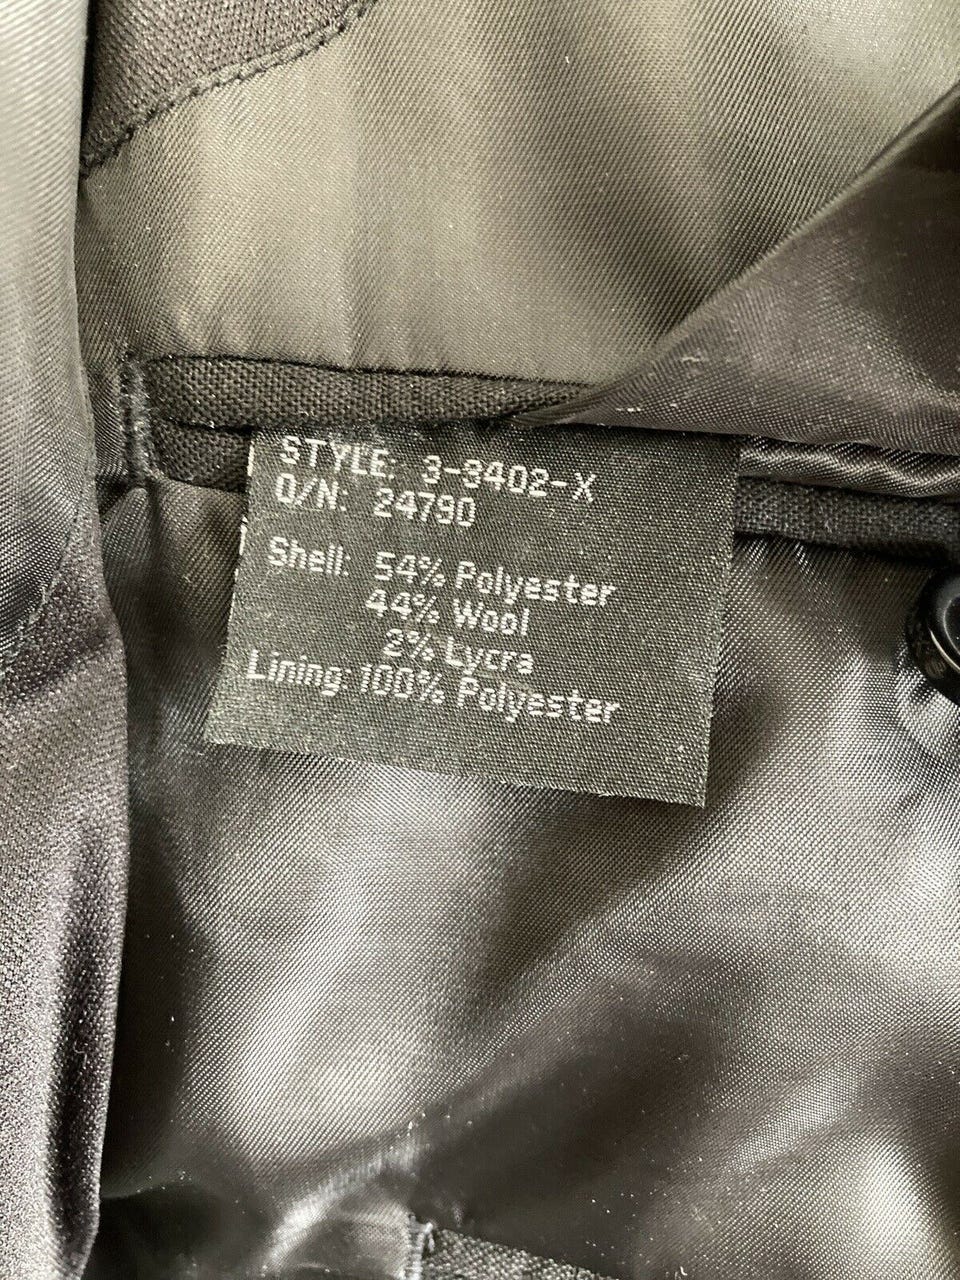 STYLE: 3-3402-X
O/N: 24790
Shell: 54% Polyester
44% Wool
2% Lycra
Lining: 100% Polyester